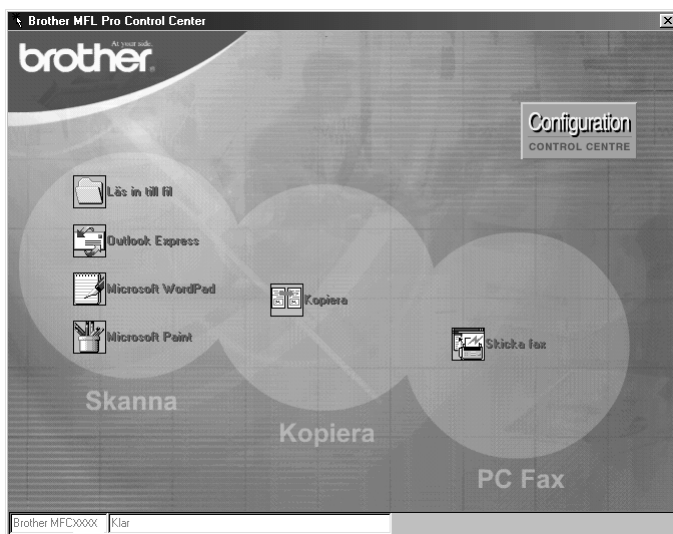 Brother MFL Pro Control Center
At your side.
brother
Configuration
CONTROL CENTRE
Läs in till fil
Outlook Express
Microsoft WordPad
Microsoft Paint
Skanna
Kopiera
Kopiera
Skicka fax
PC Fax
Brother MFCXXXX
Klar